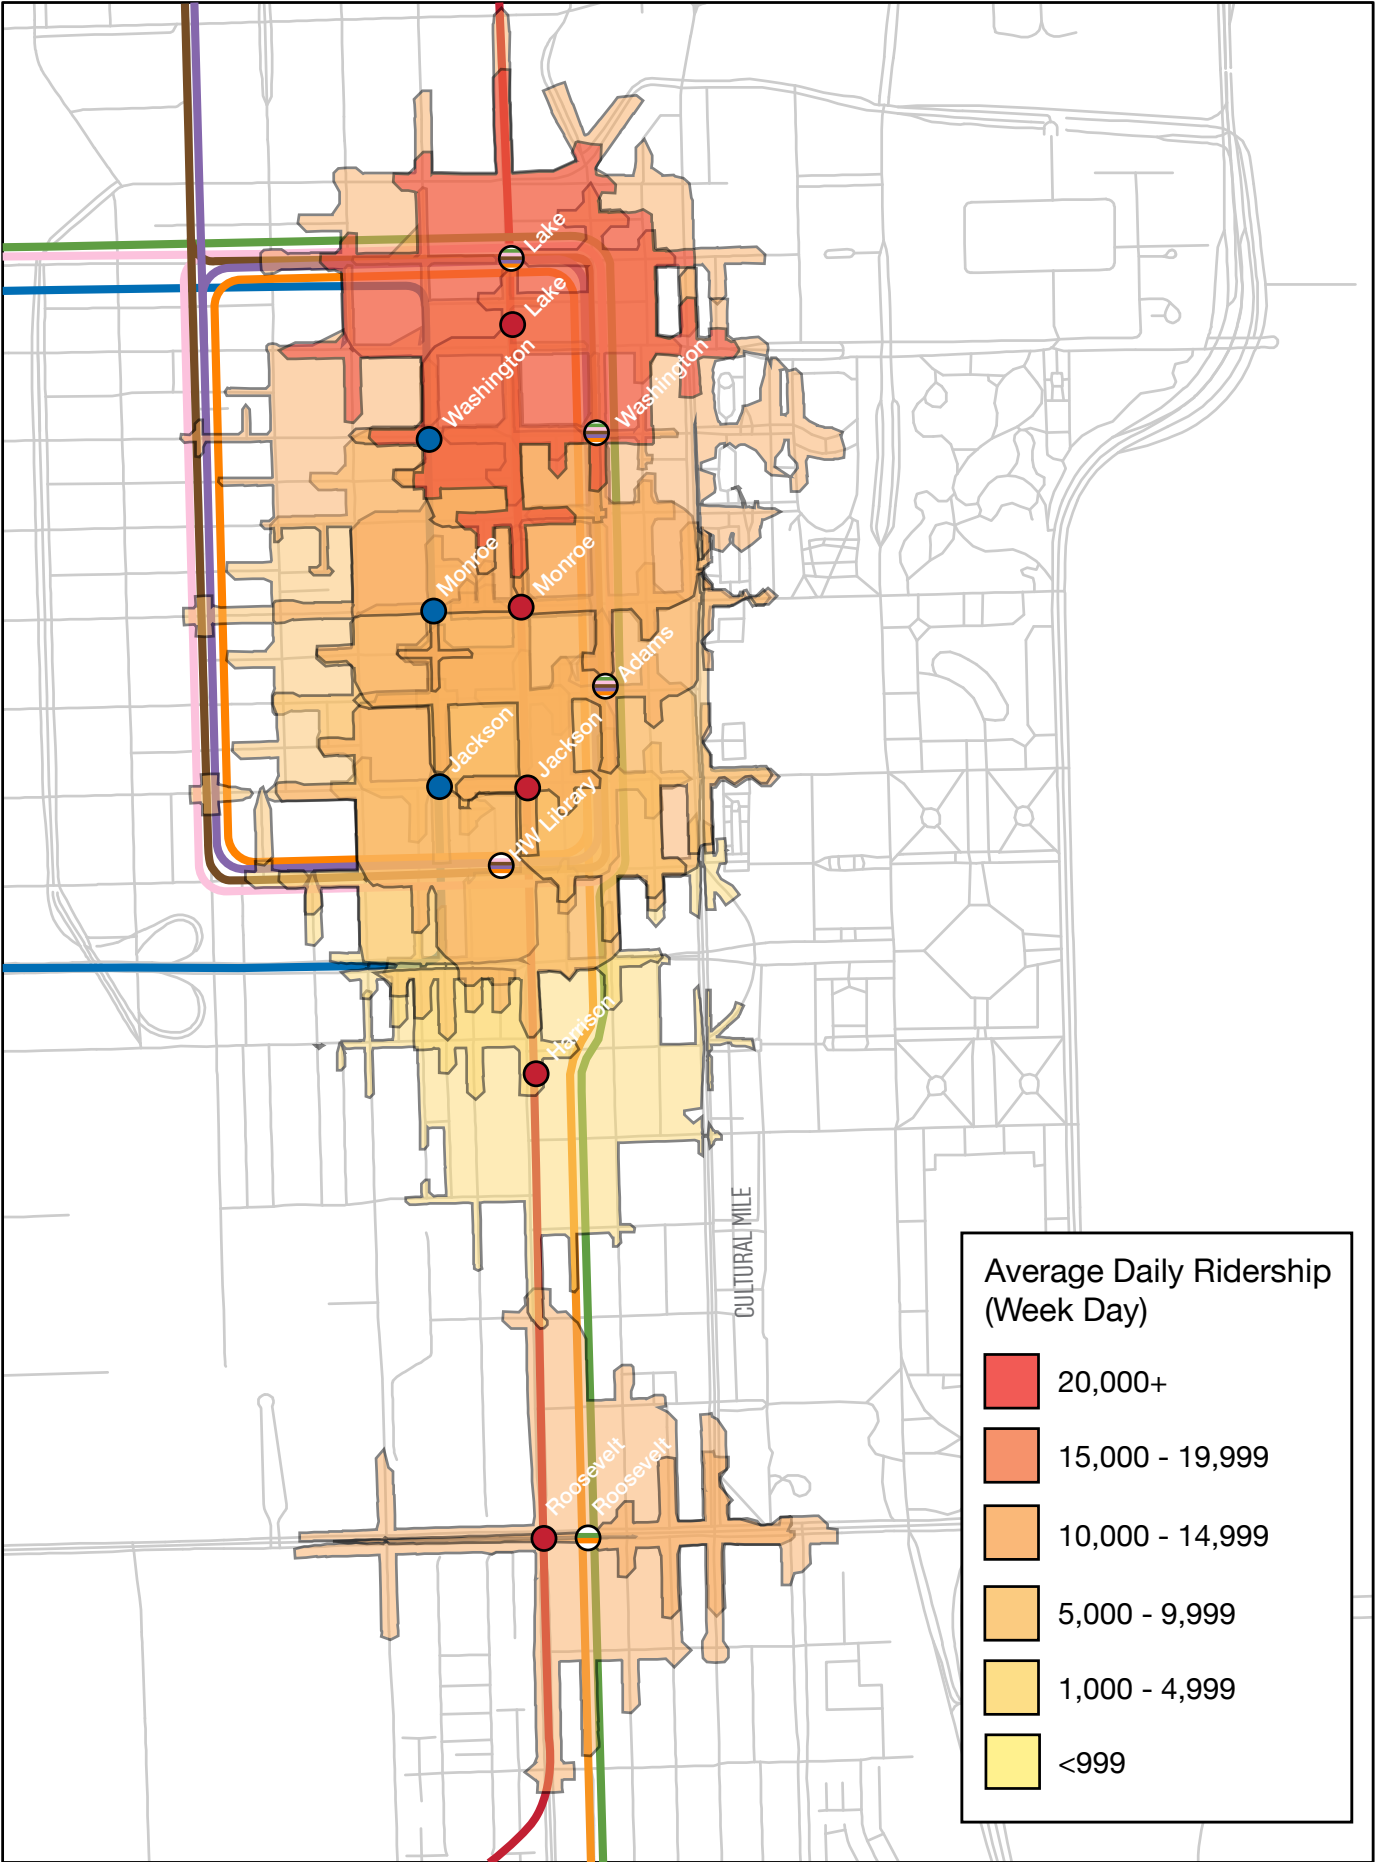 Lake
Lake
Washington
Washington
Monroe
Monroe
Adams
Jackson
Jackson
HW Library
Harrison
CULTURAL MILE
Roosevelt
Roosevelt
Average Daily Ridership
(Week Day)
20,000+
15,000 - 19,999
10,000 - 14,999
5,000 - 9,999
1,000 - 4,999
<999